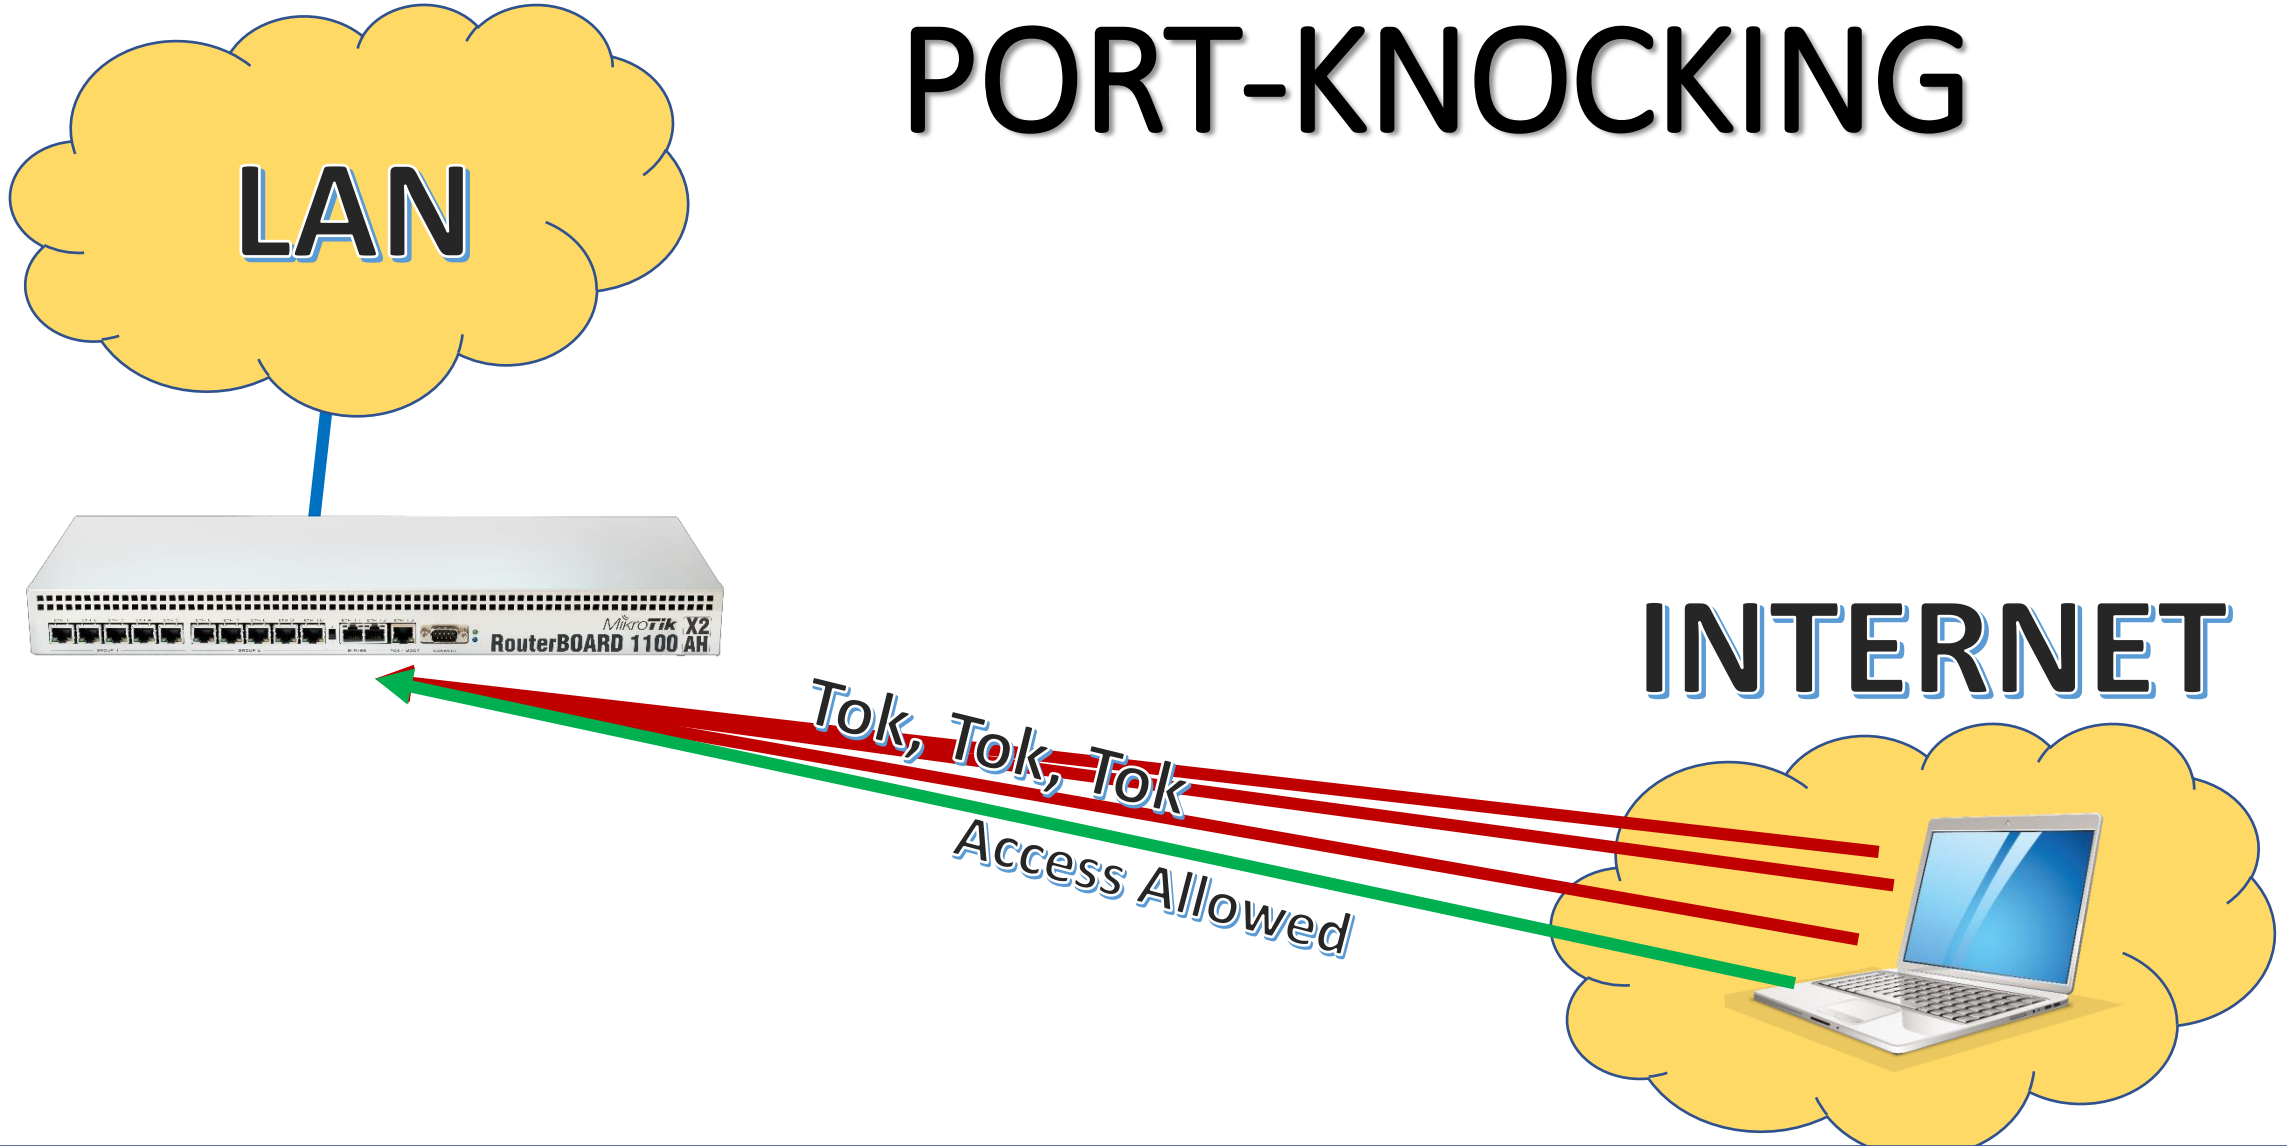 PORT-KNOCKING
LAN
MikroTik X2
RouterBOARD 1100 AH
INTERNET
Tok, Tok, Tok
Access Allowed